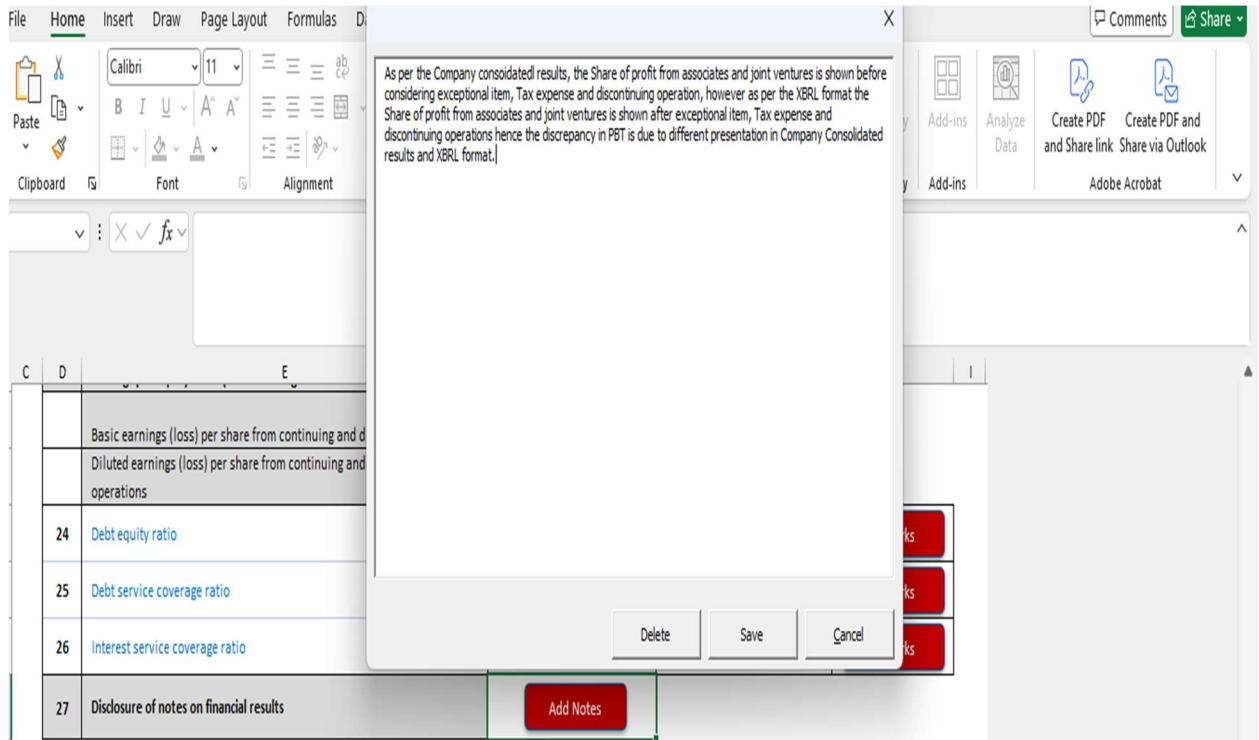 File Home Insert Draw Page Layout Formulas
Comments Share
Calibri 11
ab
B I U A A
Paste
Add-ins Analyze Create PDF Create PDF and
Data and Share link Share via Outlook
Clipboard Font Alignment Add-ins Adobe Acrobat
fx
As per the Company consoidatedl results, the Share of profit from associates and joint ventures is shown before
considering exceptional item, Tax expense and discontinuing operation, however as per the XBRL format the
Share of profit from associates and joint ventures is shown after exceptional item, Tax expense and
discontinuing operations hence the discrepancy in PBT is due to different presentation in Company Consolidated
results and XBRL format.
C D E I
Basic earnings (loss) per share from continuing and
Diluted earnings (loss) per share from continuing and
operations
24 Debt equity ratio
25 Debt service coverage ratio
26 Interest service coverage ratio
Delete Save Cancel
27 Disclosure of notes on financial results Add Notes